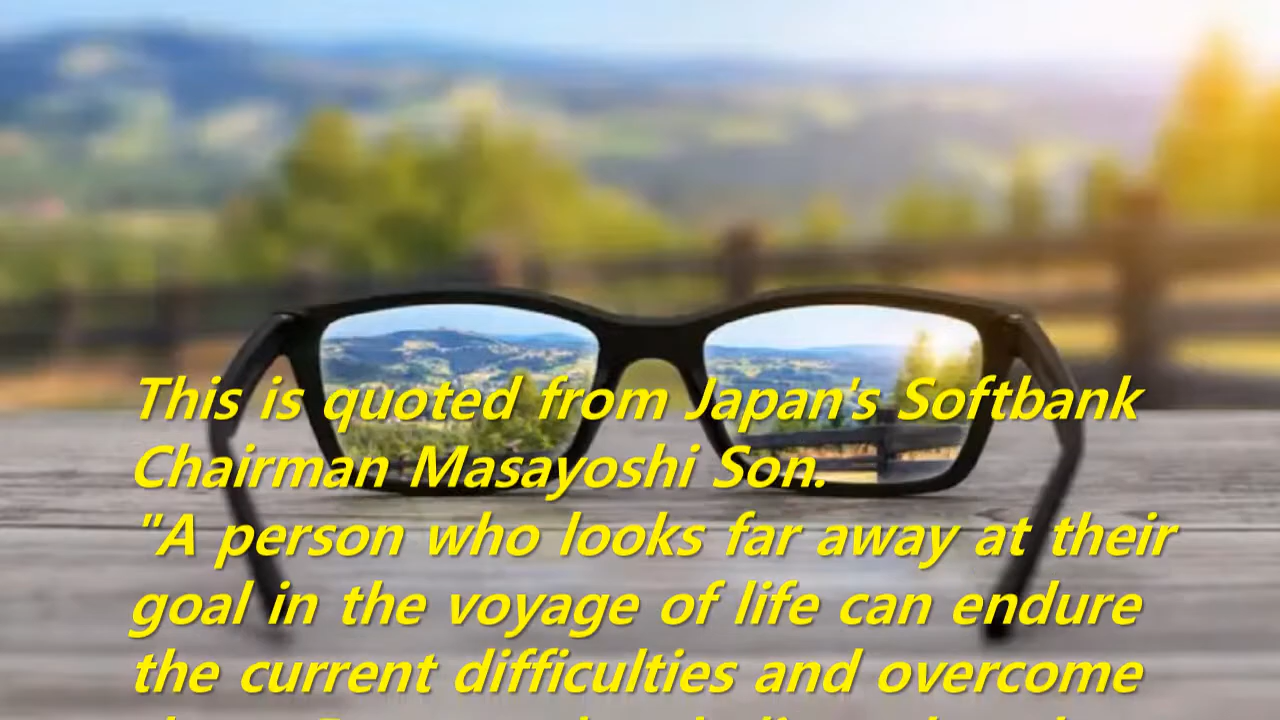 This is quoted from Japan's Softbank
Chairman Masayoshi Son.
"A person who looks far away at their
goal in the voyage of life can endure
the current difficulties and overcome